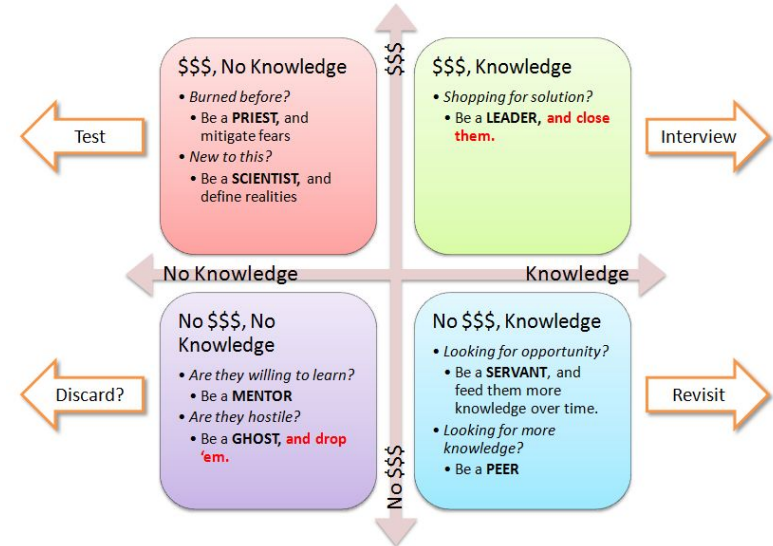 $$$, No Knowledge
• Burned before?
• Be a PRIEST, and
mitigate fears
• New to this?
• Be a SCIENTIST, and
define realities
$$$
$$$, Knowledge
• Shopping for solution?
• Be a LEADER, and close
them.
Test
Interview
No Knowledge
Knowledge
No $$$, No
Knowledge
• Are they willing to learn?
• Be a MENTOR
• Are they hostile?
• Be a GHOST, and drop
‘em.
No $$$
No $$$, Knowledge
• Looking for opportunity?
• Be a SERVANT, and
feed them more
knowledge over time.
• Looking for more
knowledge?
• Be a PEER
Discard?
Revisit